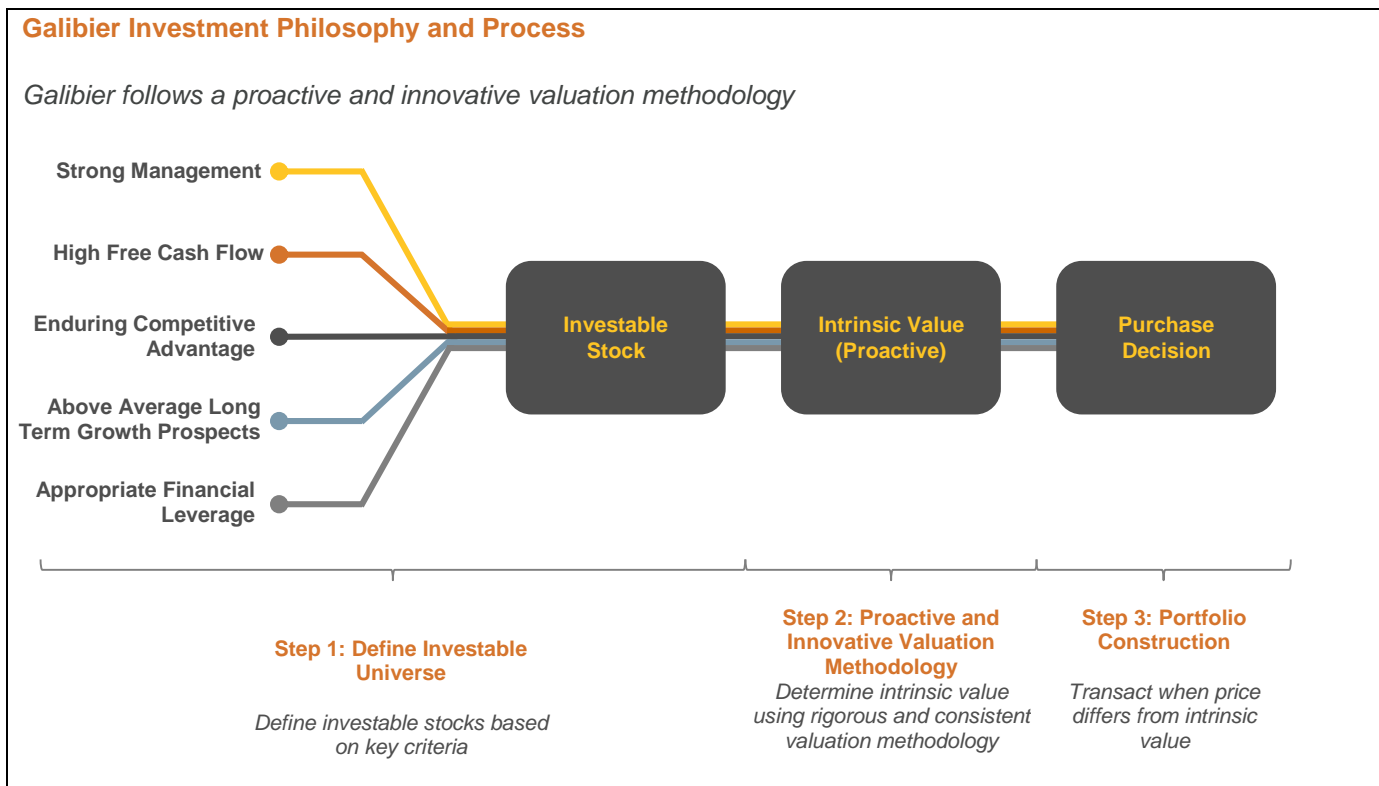 Galibier Investment Philosophy and Process
Galibier follows a proactive and innovative valuation methodology
Strong Management
High Free Cash Flow
Enduring Competitive
Advantage
Above Average Long
Term Growth Prospects
Appropriate Financial
Leverage
Investable
Stock
Intrinsic Value
(Proactive)
Purchase
Decision
Step 1: Define Investable
Universe
Define investable stocks based
on key criteria
Step 2: Proactive and
Innovative Valuation
Methodology
Determine intrinsic value
using rigorous and consistent
valuation methodology
Step 3: Portfolio
Construction
Transact when price
differs from intrinsic
value